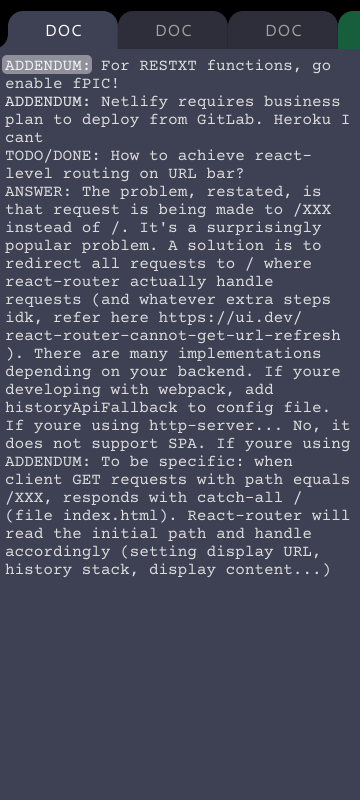 DOC DOC DOC
ADDENDUM: For RESTXT functions, go
enable fPIC!
ADDENDUM: Netlify requires business
plan to deploy from GitLab. Heroku I
cant
TODO/DONE: How to achieve react-
level routing on URL bar?
ANSWER: The problem, restated, is
that request is being made to /XXX
instead of /. It's a surprisingly
popular problem. A solution is to
redirect all requests to / where
react-router actually handle
requests (and whatever extra steps
idk, refer here https://ui.dev/
react-router-cannot-get-url-refresh
). There are many implementations
depending on your backend. If youre
developing with webpack, add
historyApiFallback to config file.
If youre using http-server... No, it
does not support SPA. If youre using
ADDENDUM: To be specific: when
client GET requests with path equals
/XXX, responds with catch-all /
(file index.html). React-router will
read the initial path and handle
accordingly (setting display URL,
history stack, display content...)